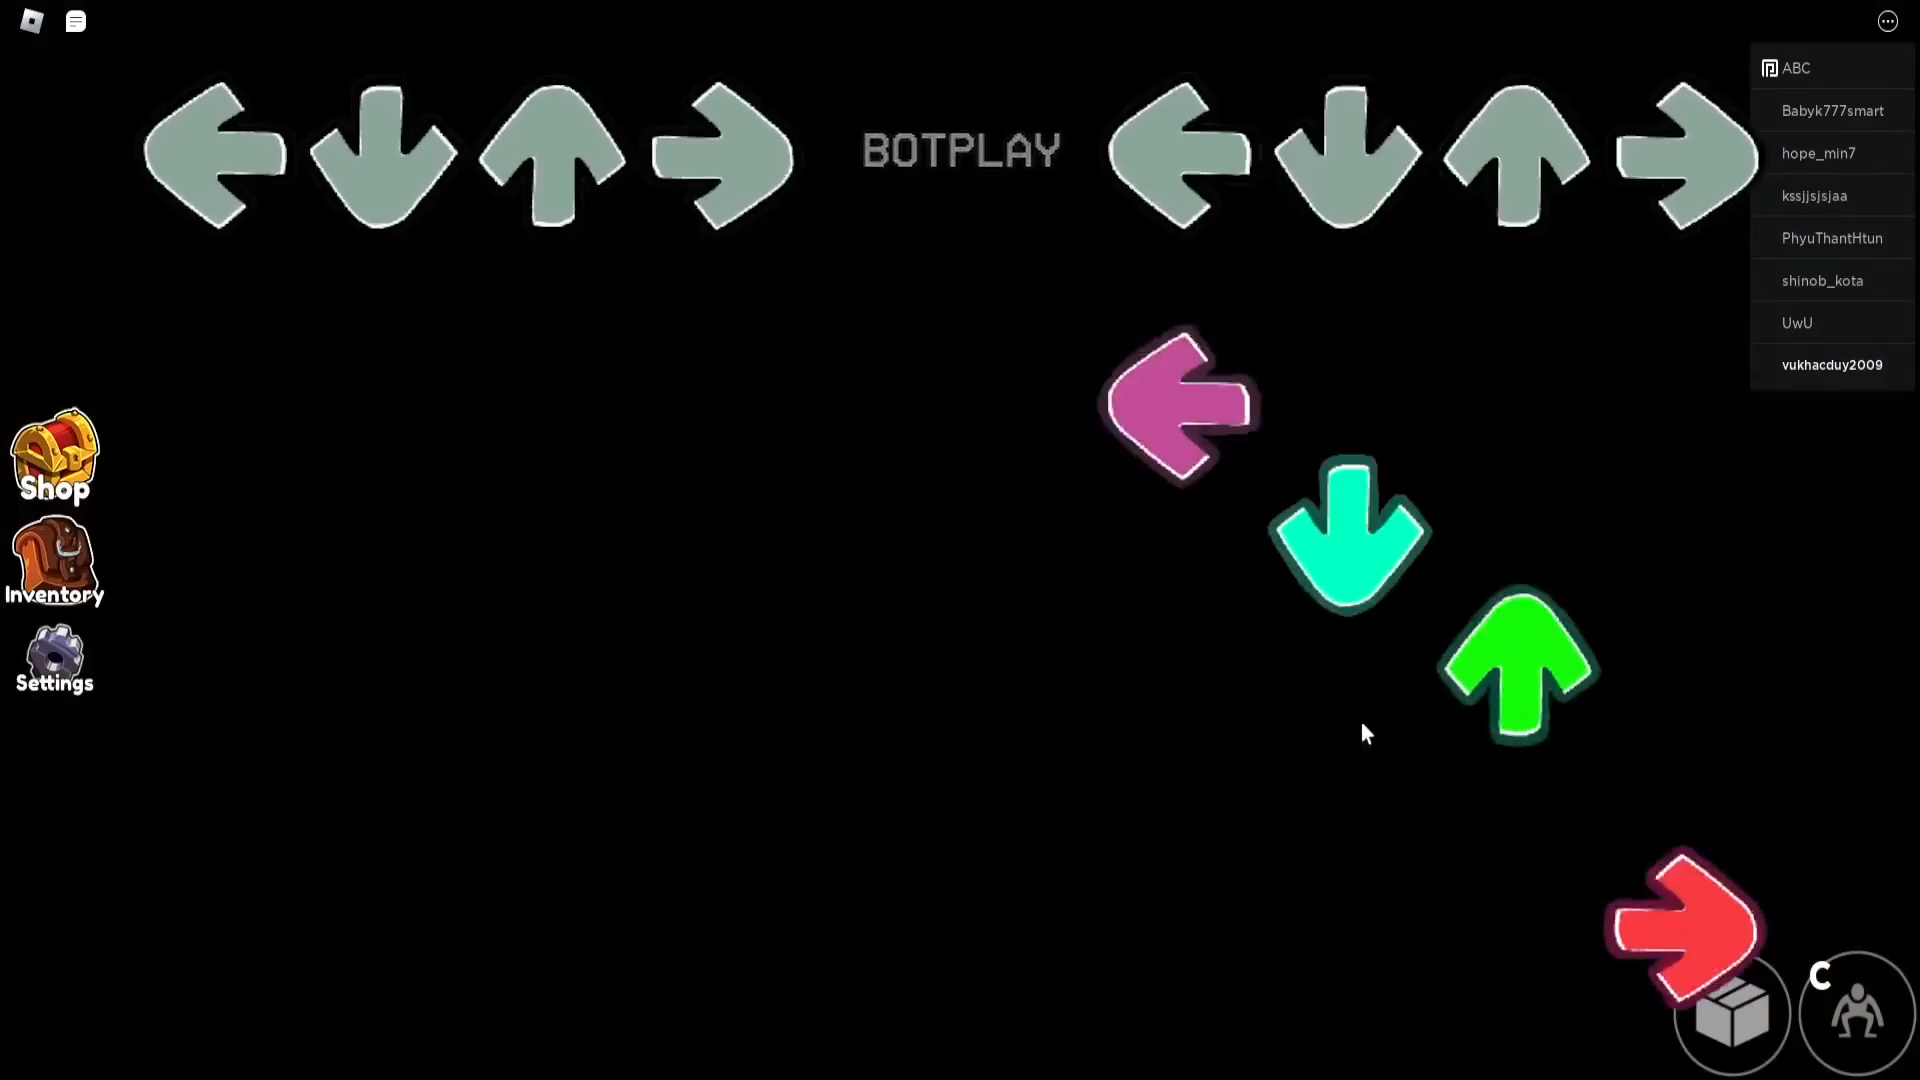 BOTPLAY
ABC
Babyk777smart
hope_min7
kssjjsjsjaa
PhyuThantHtun
shinob_kota
UwU
vukhacduy2009
Shop
Inventory
Settings
C